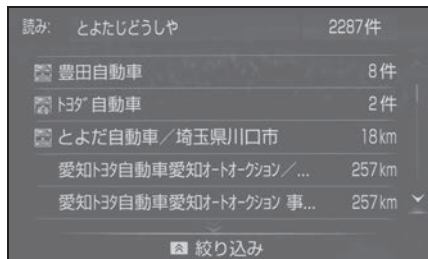 読み: とよたじどうしや 2287件
豊田自動車 8件
ﾄﾖﾀﾞ自動車 2件
とよだ自動車／埼玉県川口市 18km
愛知ﾄﾖﾀ自動車愛知ｵｰﾄｵｰｸｼｮﾝ／... 257km
愛知ﾄﾖﾀ自動車愛知ｵｰﾄｵｰｸｼｮﾝ 事... 257km
絞り込み